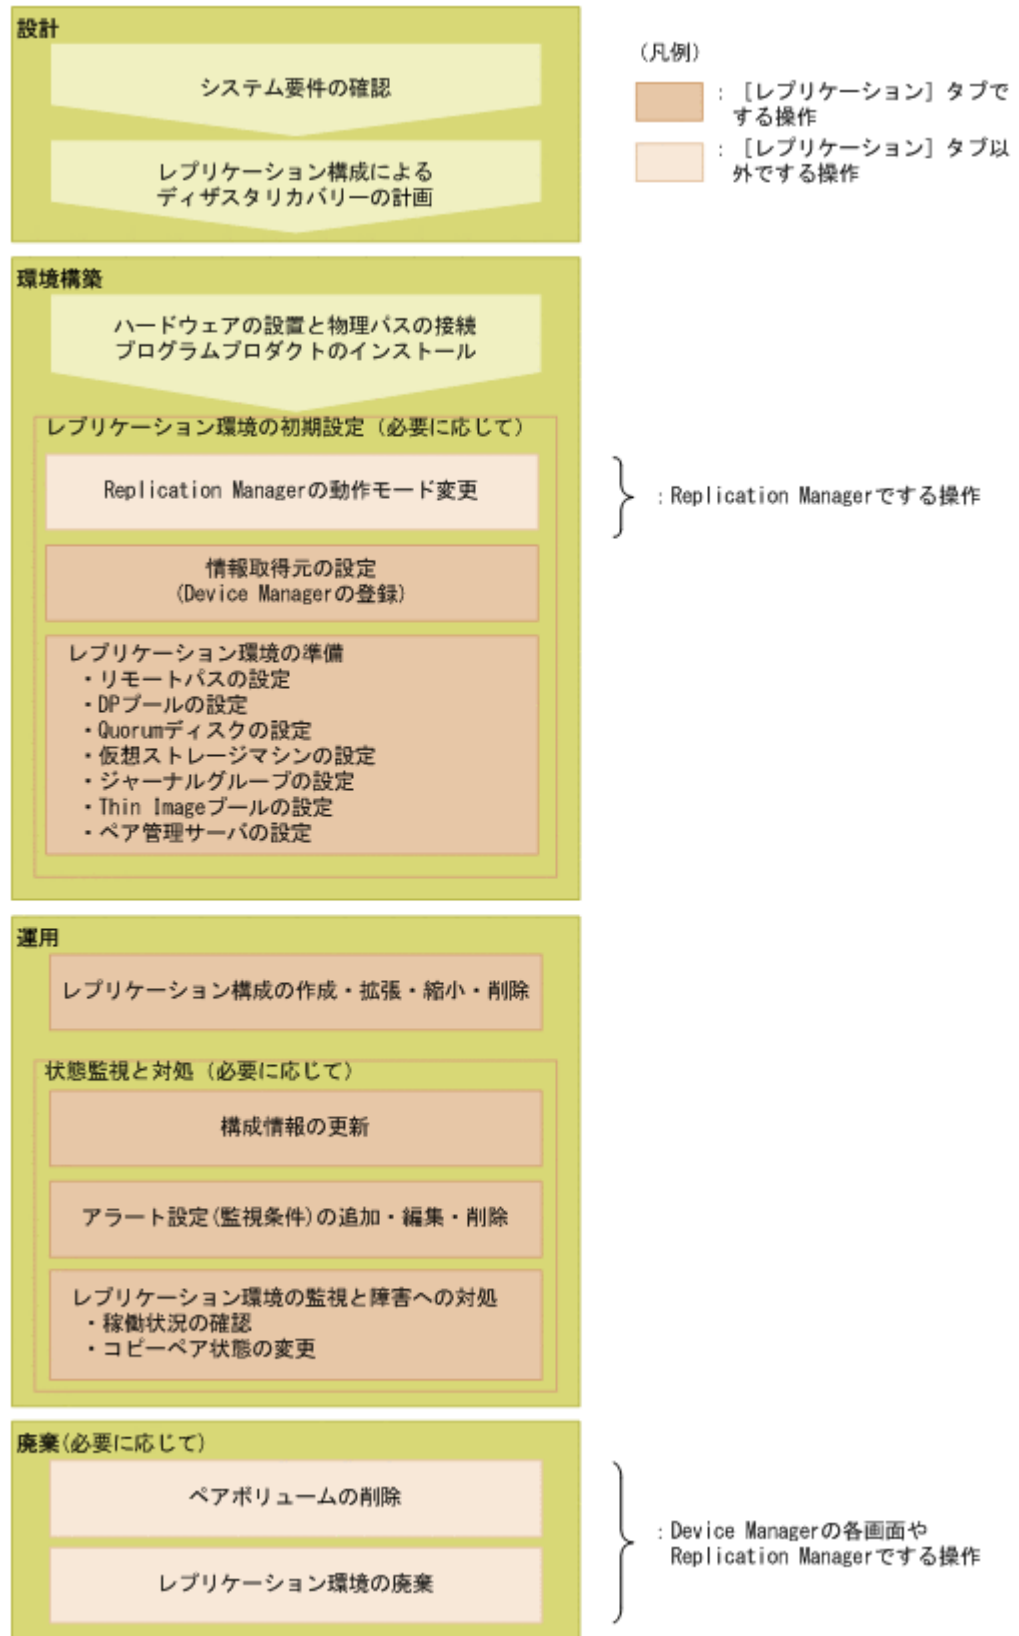 設計
システム要件の確認
レプリケーション構成による
ディザスタリカバリーの計画
(凡例)
：［レプリケーション］タブで
する操作
：［レプリケーション］タブ以
外でする操作
環境構築
ハードウェアの設置と物理パスの接続
プログラムプロダクトのインストール
レプリケーション環境の初期設定（必要に応じて）
Replication Managerの動作モード変更
：Replication Managerでする操作
情報取得元の設定
(Device Managerの登録)
レプリケーション環境の準備
・リモートパスの設定
・DPプールの設定
・Quorumディスクの設定
・仮想ストレージマシンの設定
・ジャーナルグループの設定
・Thin Imageプールの設定
・ペア管理サーバの設定
運用
レプリケーション構成の作成・拡張・縮小・削除
状態監視と対処（必要に応じて）
構成情報の更新
アラート設定(監視条件)の追加・編集・削除
レプリケーション環境の監視と障害への対処
・稼働状況の確認
・コピーペア状態の変更
廃棄(必要に応じて)
ペアボリュームの削除
レプリケーション環境の廃棄
：Device Managerの各画面や
Replication Managerでする操作